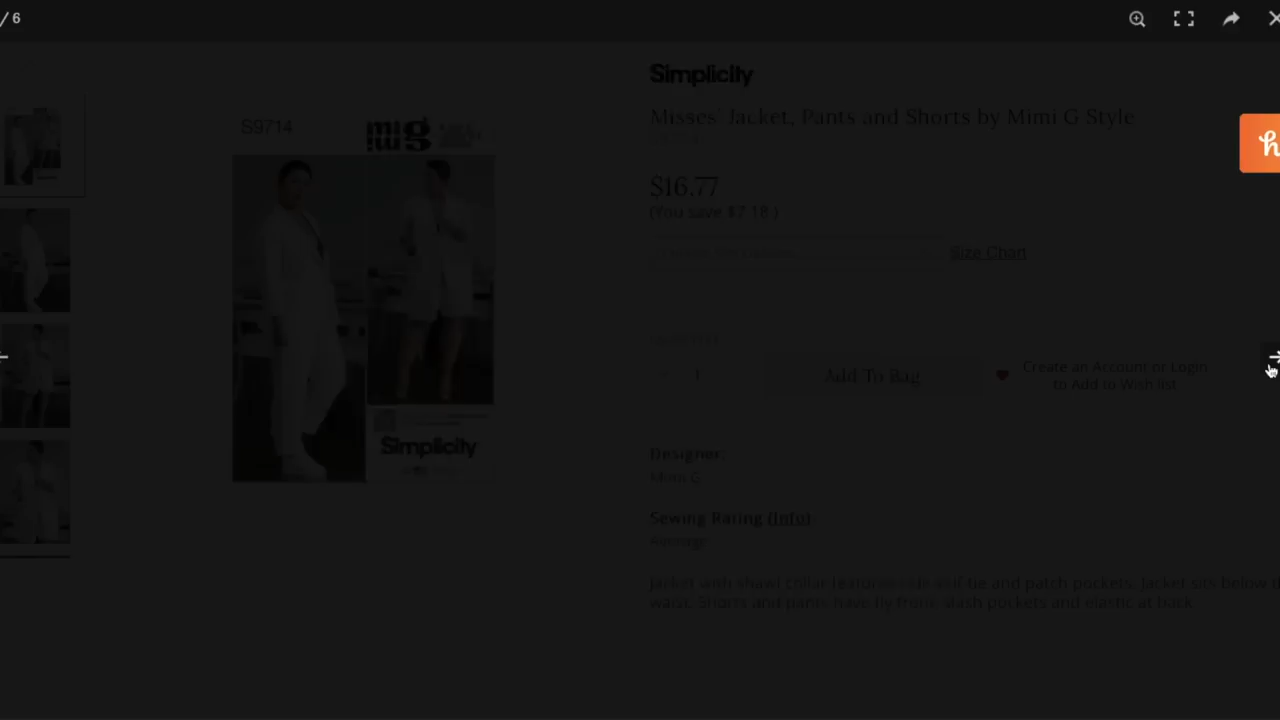 / 6
Simplicity
Misses' Jacket, Pants and Shorts by Mimi G Style
S9714
mig
$16.77
(You save $7.18 )
Size Chart
1
Add To Bag
Create an Account or Login
to Add to Wish list
Simplicity
Designer:
Mimi G
Sewing Rating (Info)
Average
Jacket with shawl collar features side self tie and patch pockets. Jacket sits below
waist. Shorts and pants have fly front, slash pockets and elastic at back